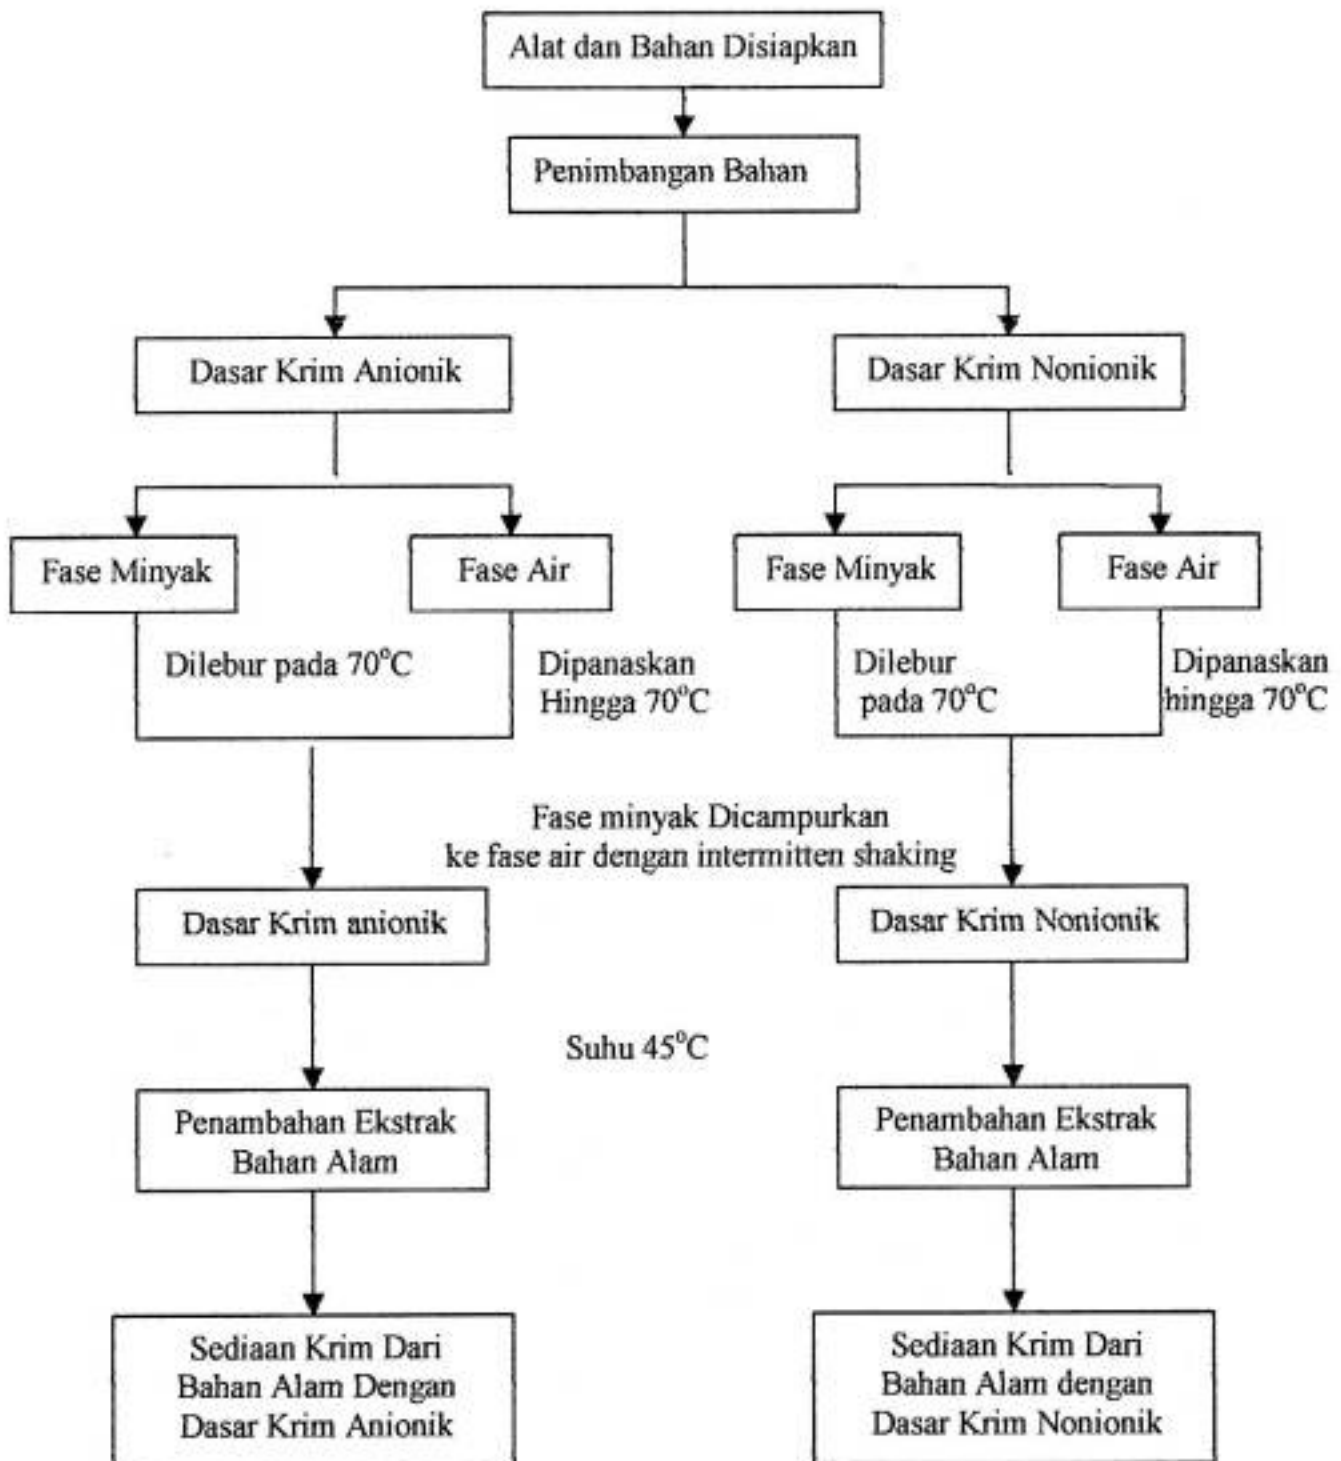 Alat dan Bahan Disiapkan
Penimbangan Bahan
Dasar Krim Anionik
Dasar Krim Nonionik
Fase Minyak
Fase Air
Fase Minyak
Fase Air
Dilebur pada 70°C
Dipanaskan
Hingga 70°C
Dilebur
pada 70°C
Dipanaskan
hingga 70°C
Fase minyak Dicampurkan
ke fase air dengan intermitten shaking
Dasar Krim anionik
Dasar Krim Nonionik
Suhu 45°C
Penambahan Ekstrak
Bahan Alam
Penambahan Ekstrak
Bahan Alam
Sediaan Krim Dari
Bahan Alam Dengan
Dasar Krim Anionik
Sediaan Krim Dari
Bahan Alam dengan
Dasar Krim Nonionik